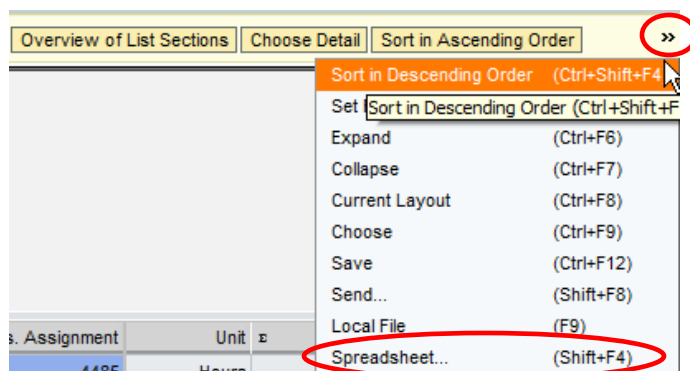 Overview of List Sections Choose Detail Sort in Ascending Order »
Sort in Descending Order (Ctrl+Shift+F4
Set Sort in Descending Order (Ctrl+Shift+F
Expand (Ctrl+F6)
Collapse (Ctrl+F7)
Current Layout (Ctrl+F8)
Choose (Ctrl+F9)
Save (Ctrl+F12)
Send... (Shift+F8)
Local File (F9)
s. Assignment Unit Σ
Spreadsheet... (Shift+F4)
4485 Hours